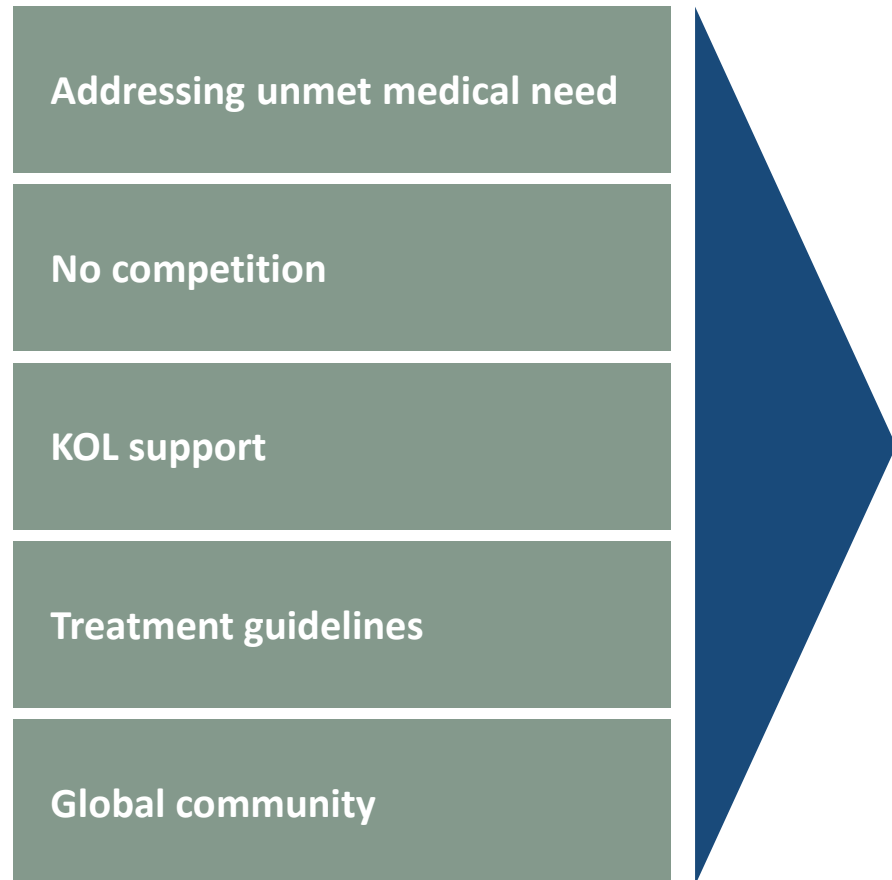 Addressing unmet medical need
No competition
KOL support
Treatment guidelines
Global community